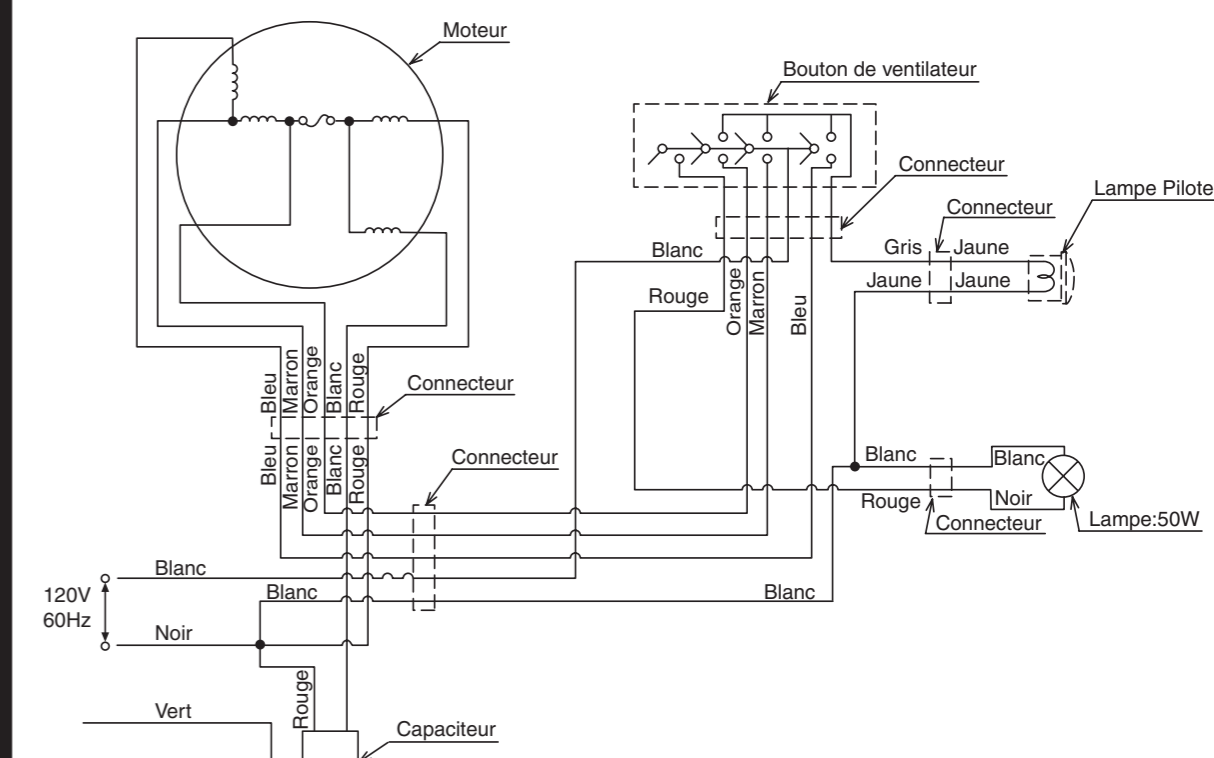 Moteur
Bouton de ventilateur
Connecteur
Lampe Pilote
Connecteur
Blanc
Gris
Jaune
Jaune
Jaune
Rouge
Orange
Marron
Bleu
Bleu
Marron
Orange
Blanc
Rouge
Connecteur
Bleu
Marron
Orange
Blanc
Rouge
Connecteur
Blanc
Blanc
Rouge
Noir
Connecteur
Lampe:50W
120V
60Hz
Blanc
Blanc
Blanc
Noir
Rouge
Vert
Capaciteur